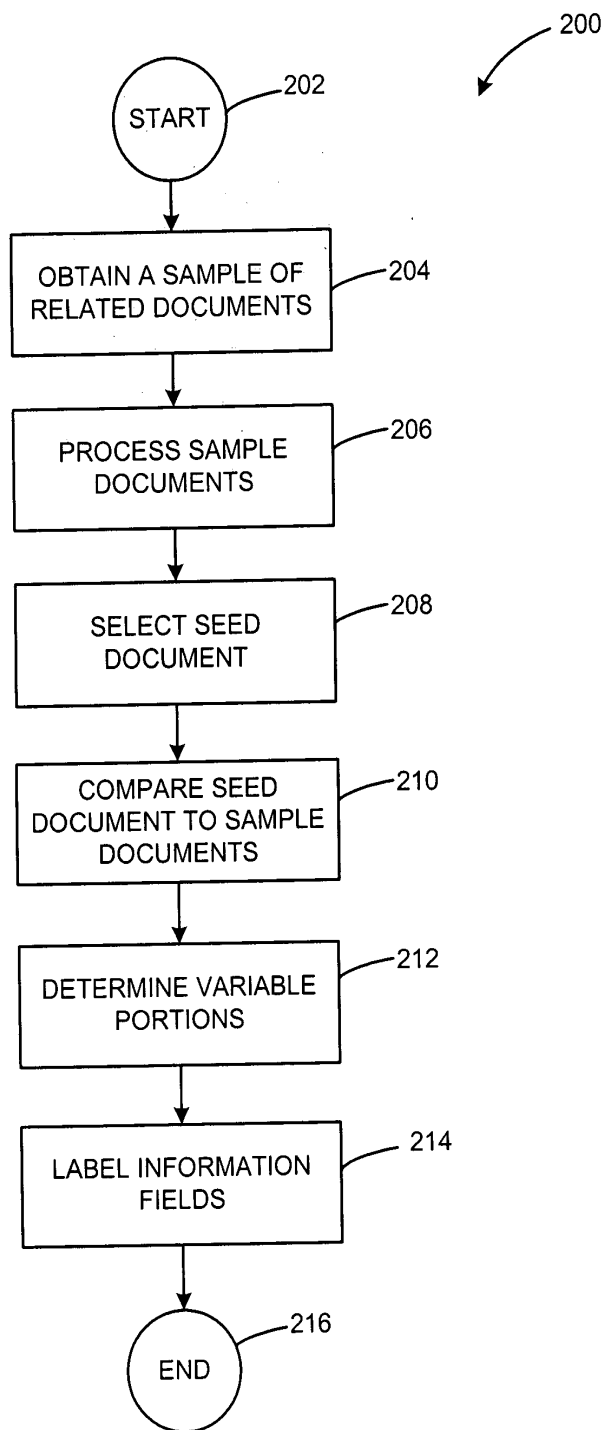 200
START
202
OBTAIN A SAMPLE OF
RELATED DOCUMENTS
204
PROCESS SAMPLE
DOCUMENTS
206
SELECT SEED
DOCUMENT
208
COMPARE SEED
DOCUMENT TO SAMPLE
DOCUMENTS
210
DETERMINE VARIABLE
PORTIONS
212
LABEL INFORMATION
FIELDS
214
END
216